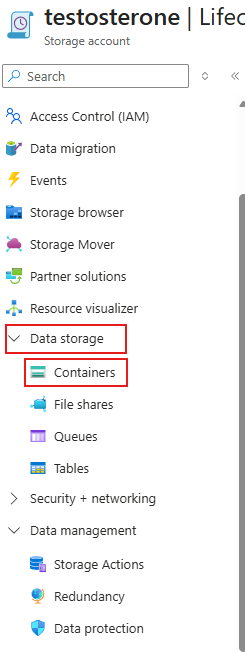 testosterone | Lifec
Storage account
Search
Access Control (IAM)
Data migration
Events
Storage browser
Storage Mover
Partner solutions
Resource visualizer
Data storage
Containers
File shares
Queues
Tables
Security + networking
Data management
Storage Actions
Redundancy
Data protection